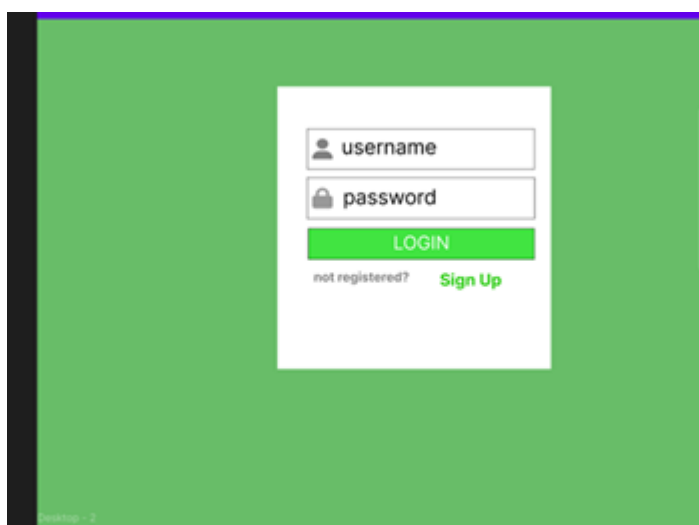 username
password
LOGIN
not registered? Sign Up
Desktop - 2